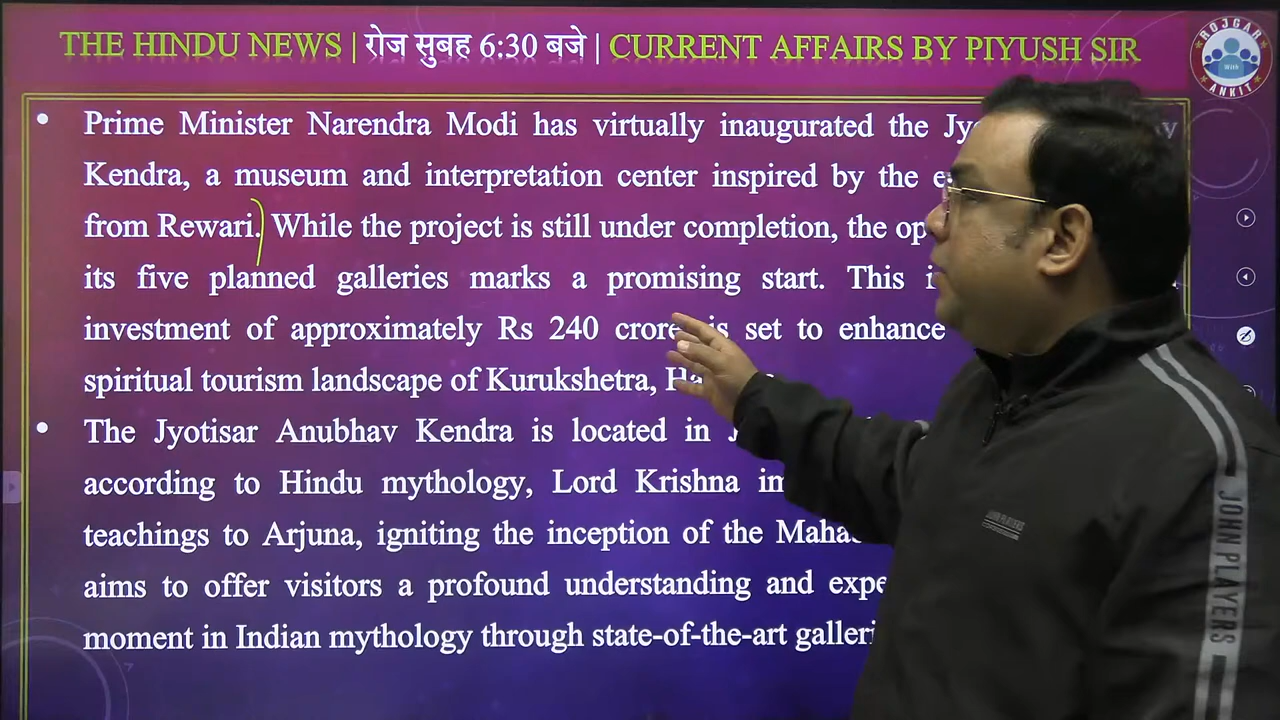 THE HINDU NEWS | रोज सुबह 6:30 बजे | CURRENT AFFAIRS BY PIYUSH SIR
ROJGAR With ANKIT
Prime Minister Narendra Modi has virtually inaugurated the
Kendra, a museum and interpretation center inspired by the
from Rewari. While the project is still under completion, the
its five planned galleries marks a promising start. This
investment of approximately Rs 240 crore is set to enhance
spiritual tourism landscape of Kurukshetra,
The Jyotisar Anubhav Kendra is located in
according to Hindu mythology, Lord Krishna
teachings to Arjuna, igniting the inception of the
aims to offer visitors a profound understanding and
moment in Indian mythology through state-of-the-art
JOHN PLAYERS